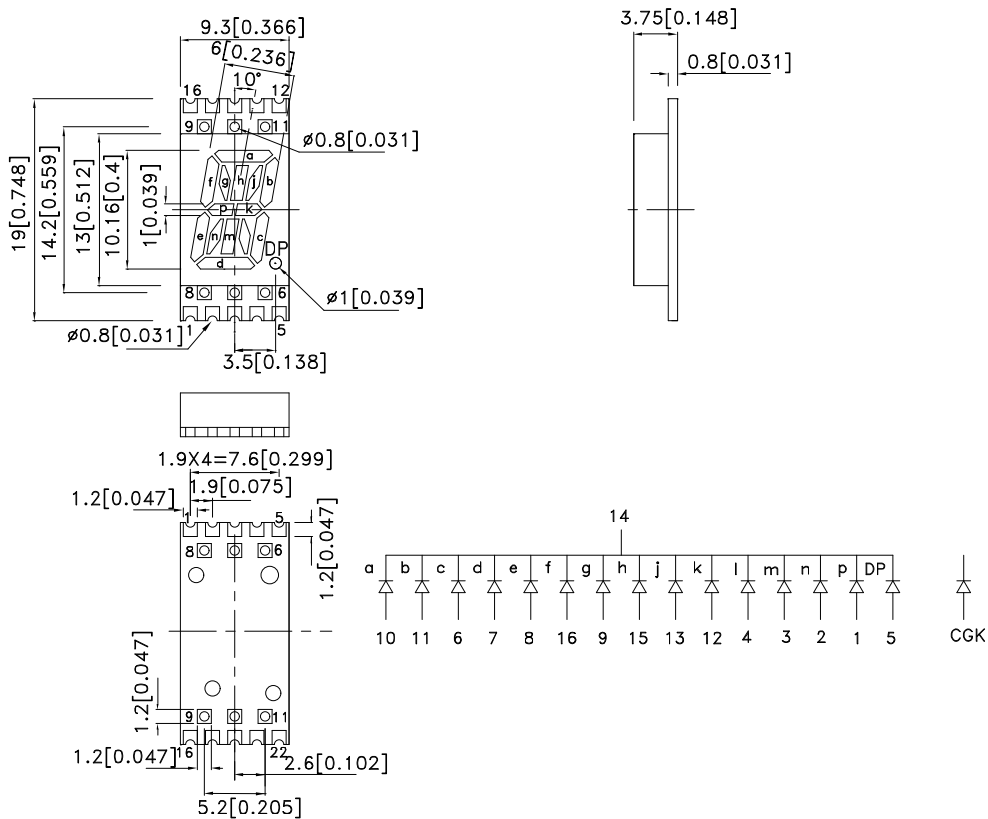 9.3[0.366]
6[0.236]
10°
16 12
9 11
ø0.8[0.031]
a
f g h j b
p k
e n m c
d
DP
8 6
1 5
ø1[0.039]
ø0.8[0.031]
3.5[0.138]
19[0.748]
14.2[0.559]
13[0.512]
10.16[0.4]
1[0.039]
3.75[0.148]
0.8[0.031]
1.9X4=7.6[0.299]
1.9[0.075]
1.2[0.047]
1 5
1.2[0.047]
8 6
1.2[0.047]
9 11
16 22
1.2[0.047]
2.6[0.102]
5.2[0.205]
14
a b c d e f g h j k l m n p DP
10 11 6 7 8 16 9 15 13 12 4 3 2 1 5
CGK